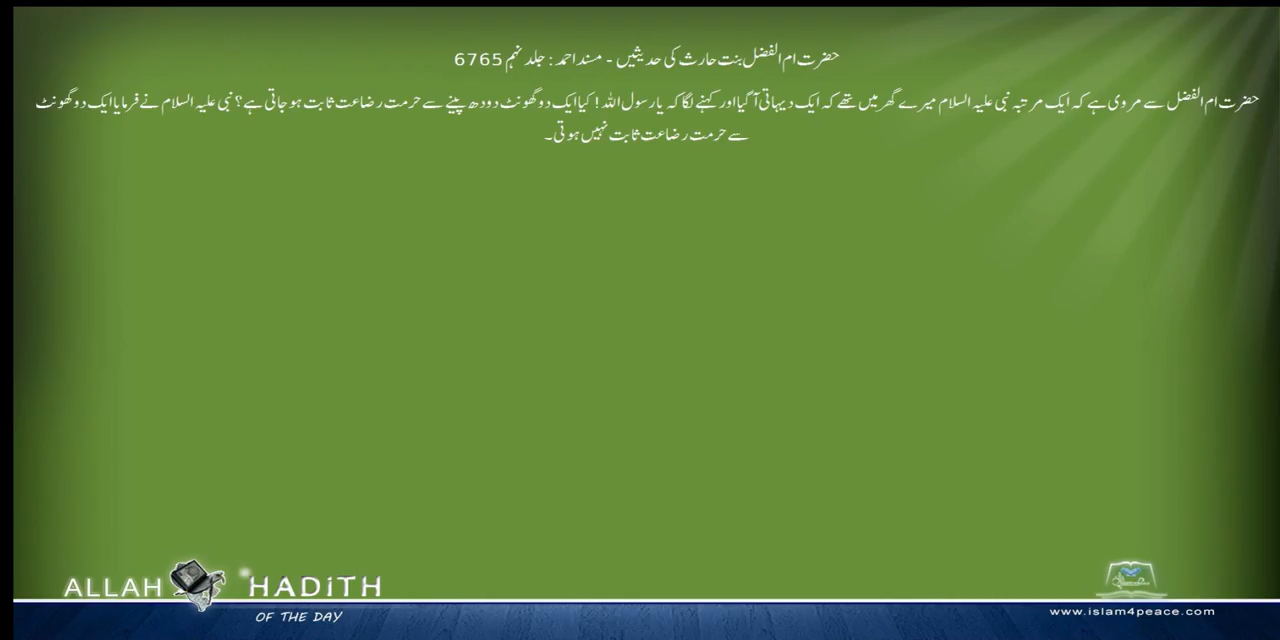 حضرت ام الفضل بنت حارث کی حدیثیں - مسند احمد : جلد نہم 6765
حضرت ام الفضل سے مروی ہے کہ ایک مرتبہ نبی علیہ السلام میرے گھر میں تھے کہ ایک دیہاتی آ گیا اور کہنے لگا کہ یا رسول اللہ ! کیا ایک دو گھونٹ دودھ پینے سے حرمت رضاعت ثابت ہو جاتی ہے؟ نبی علیہ السلام نے فرمایا ایک دو گھونٹ
سے حرمت رضاعت ثابت نہیں ہوتی۔
ALLAH HADITH
OF THE DAY
www.islam4peace.com